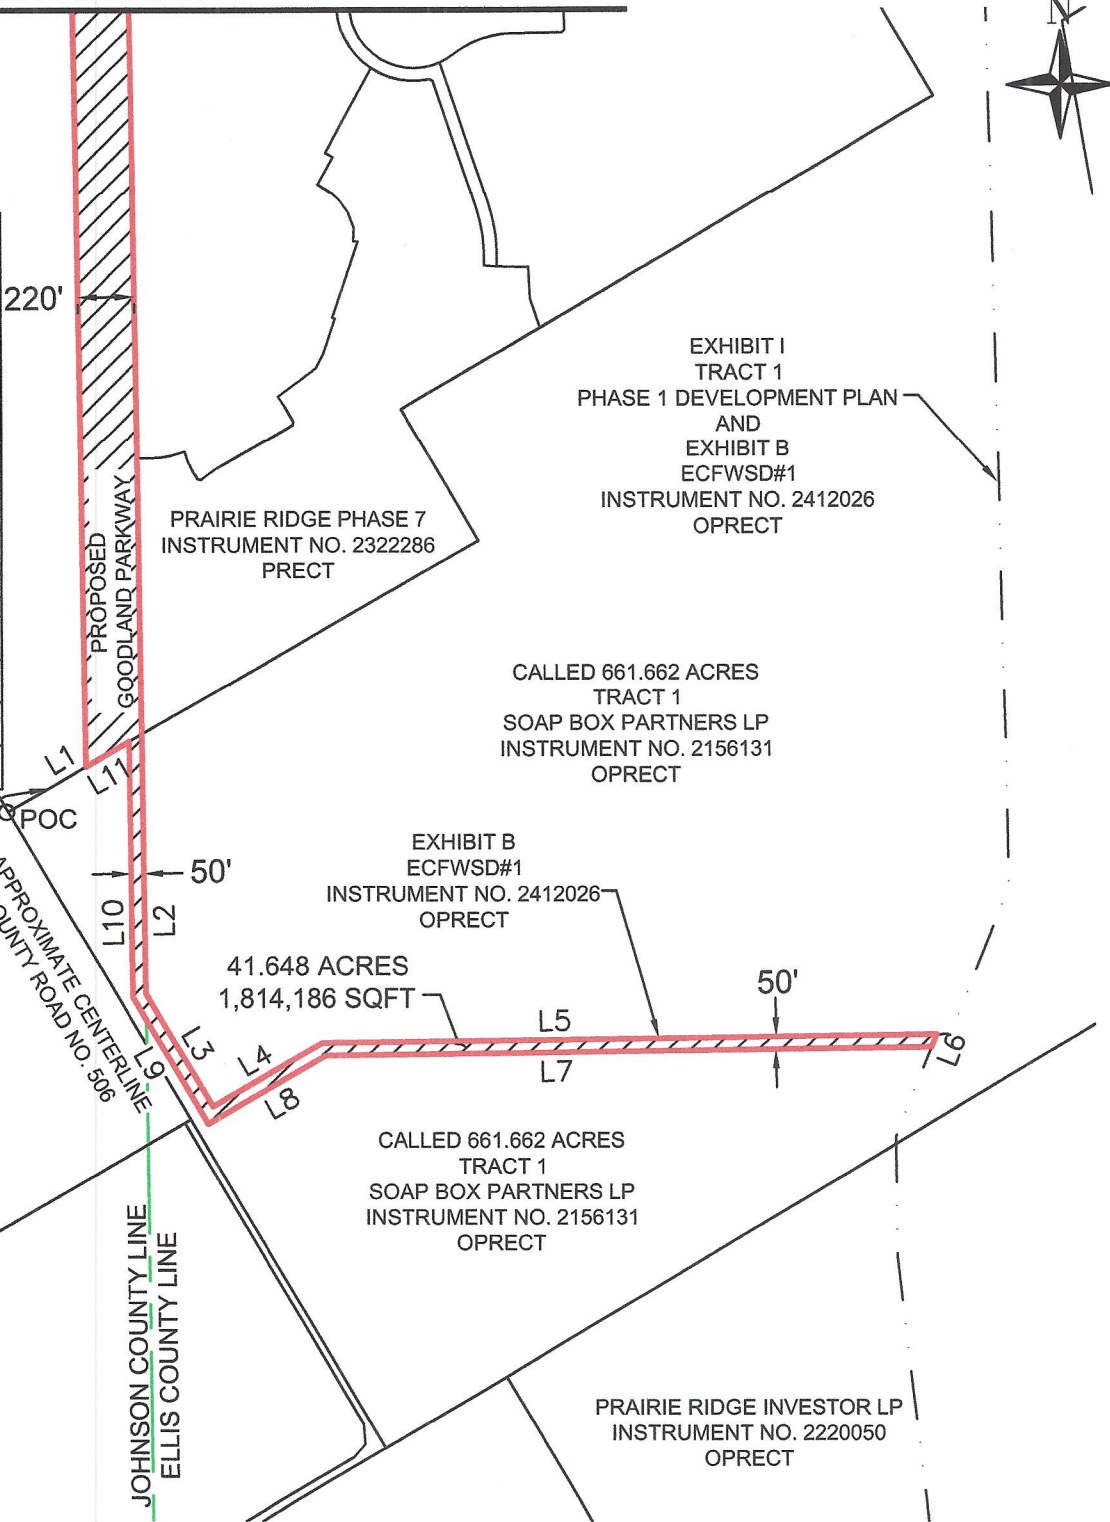 N
220'
EXHIBIT I
TRACT 1
PHASE 1 DEVELOPMENT PLAN
AND
EXHIBIT B
ECFWSD#1
INSTRUMENT NO. 2412026
OPRECT
PROPOSED
GOODLAND PARKWAY
PRAIRIE RIDGE PHASE 7
INSTRUMENT NO. 2322286
PRECT
CALLED 661.662 ACRES
TRACT 1
SOAP BOX PARTNERS LP
INSTRUMENT NO. 2156131
OPRECT
L1
L11
POC
EXHIBIT B
ECFWSD#1
INSTRUMENT NO. 2412026
OPRECT
50'
L10
L2
APPROXIMATE CENTERLINE
COUNTY ROAD NO. 506
41.648 ACRES
1,814,186 SQFT
50'
L5
L3
L4
L6
L9
L7
L8
CALLED 661.662 ACRES
TRACT 1
SOAP BOX PARTNERS LP
INSTRUMENT NO. 2156131
OPRECT
JOHNSON COUNTY LINE
ELLIS COUNTY LINE
PRAIRIE RIDGE INVESTOR LP
INSTRUMENT NO. 2220050
OPRECT